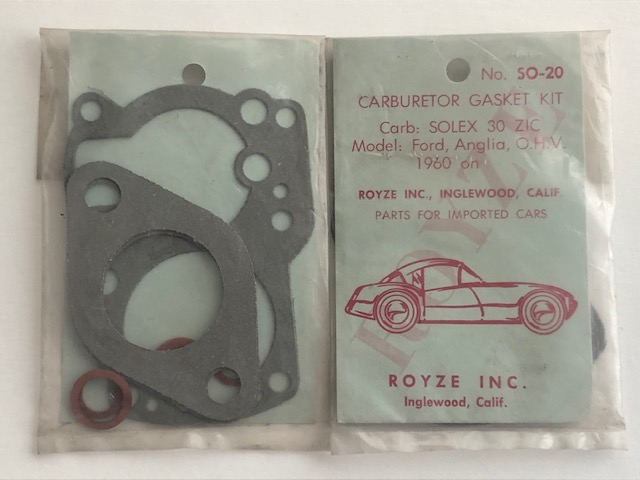 No. SO-20
CARBURETOR GASKET KIT
Carb: SOLEX 30 ZIC
Model: Ford, Anglia, O.H.V.
1960 on
ROYZE INC., INGLEWOOD, CALIF.
PARTS FOR IMPORTED CARS
ROYZE
ROYZE INC.
Inglewood, Calif.